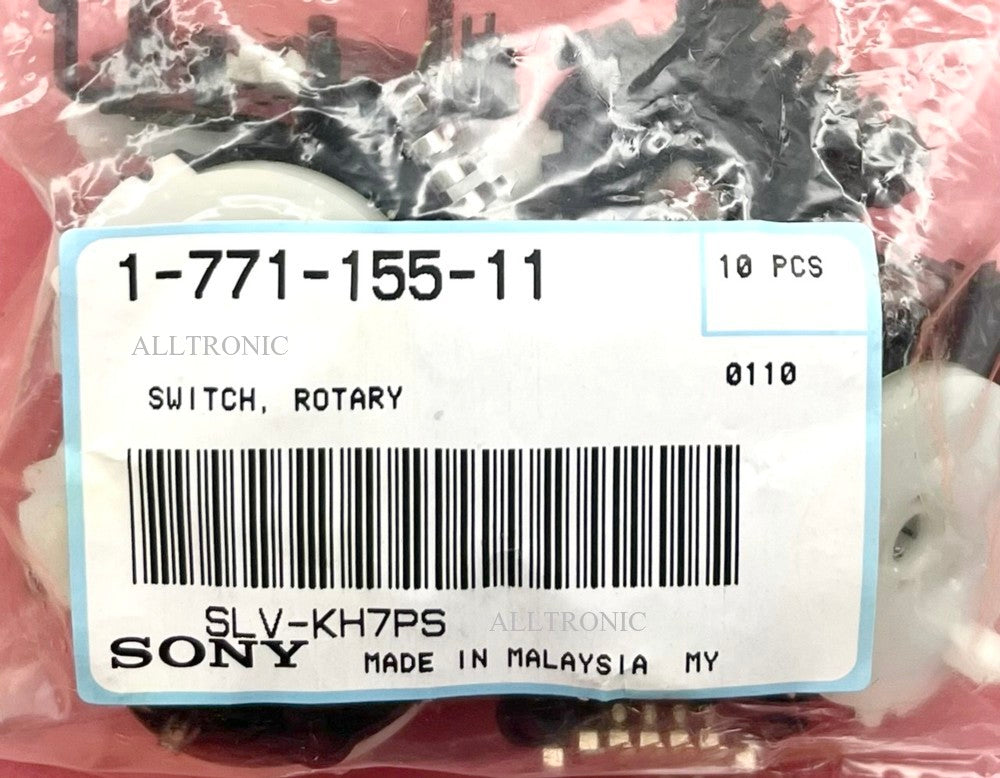 1-771-155-11
10 PCS
ALLTRONIC
0110
SWITCH, ROTARY
SLV-KH7PS
ALLTRONIC
SONY
MADE IN MALAYSIA MY